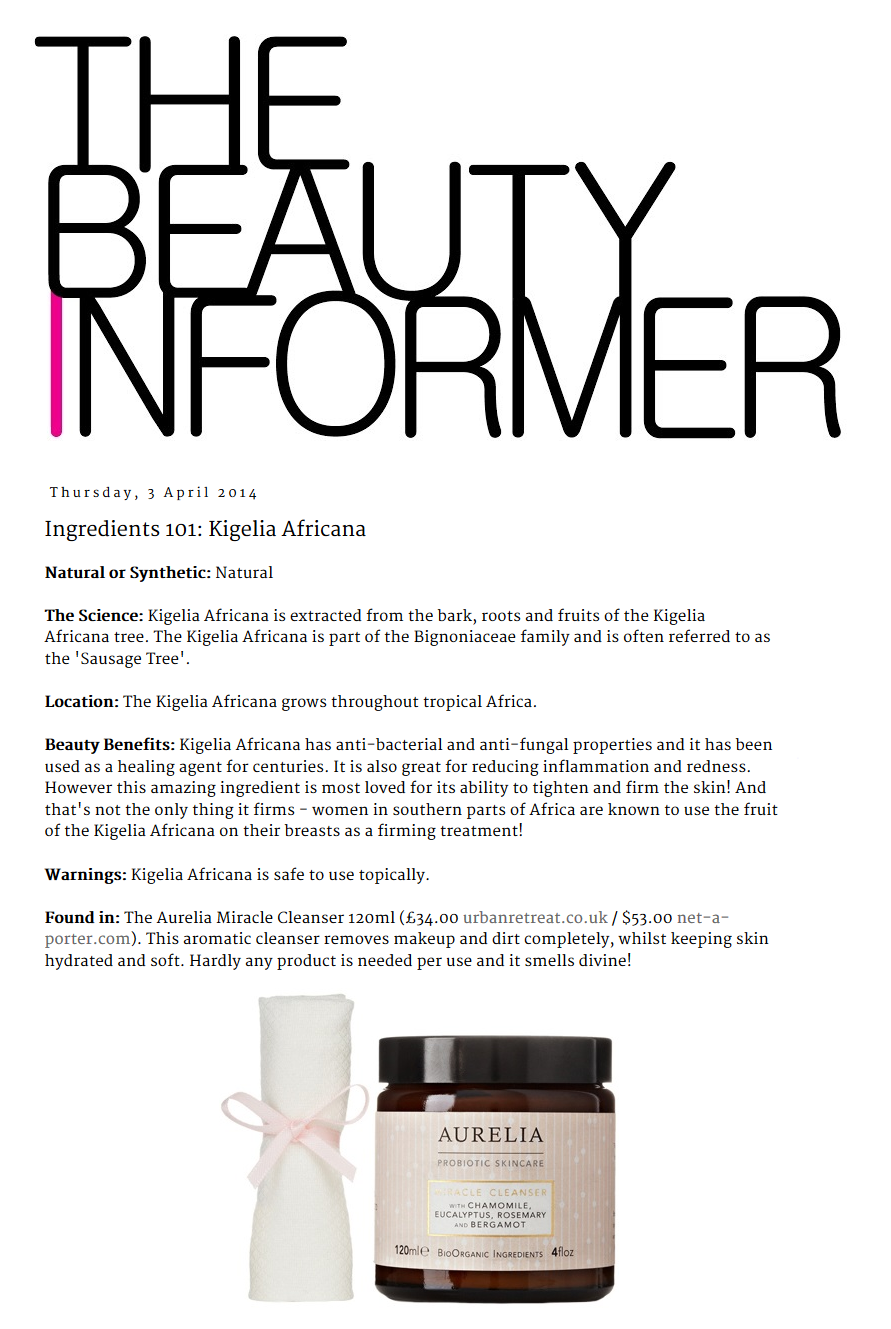 THE
BEAUTY
INFORMER
Thursday, 3 April 2014
Ingredients 101: Kigelia Africana
Natural or Synthetic: Natural
The Science: Kigelia Africana is extracted from the bark, roots and fruits of the Kigelia
Africana tree. The Kigelia Africana is part of the Bignoniaceae family and is often referred to as
the 'Sausage Tree'.
Location: The Kigelia Africana grows throughout tropical Africa.
Beauty Benefits: Kigelia Africana has anti-bacterial and anti-fungal properties and it has been
used as a healing agent for centuries. It is also great for reducing inflammation and redness.
However this amazing ingredient is most loved for its ability to tighten and firm the skin! And
that's not the only thing it firms - women in southern parts of Africa are known to use the fruit
of the Kigelia Africana on their breasts as a firming treatment!
Warnings: Kigelia Africana is safe to use topically.
Found in: The Aurelia Miracle Cleanser 120ml (£34.00 urbanretreat.co.uk / $53.00 net-a-
porter.com). This aromatic cleanser removes makeup and dirt completely, whilst keeping skin
hydrated and soft. Hardly any product is needed per use and it smells divine!
AURELIA
PROBIOTIC SKINCARE
MIRACLE CLEANSER
WITH CHAMOMILE,
EUCALYPTUS, ROSEMARY
AND BERGAMOT
120ml℮ BIOORGANIC INGREDIENTS 4floz